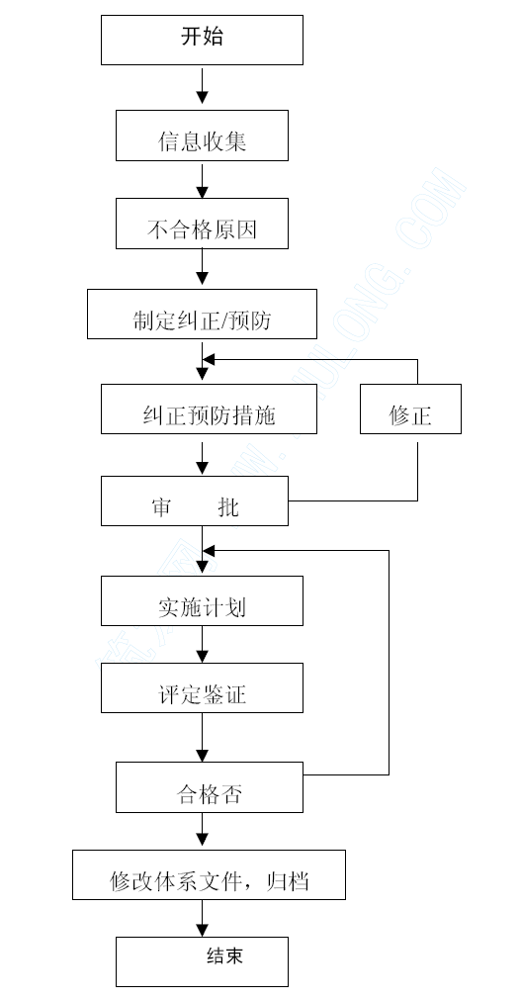 开始
信息收集
不合格原因
制定纠正/预防
纠正预防措施
修正
审 批
实施计划
评定鉴证
合格否
修改体系文件，归档
结束